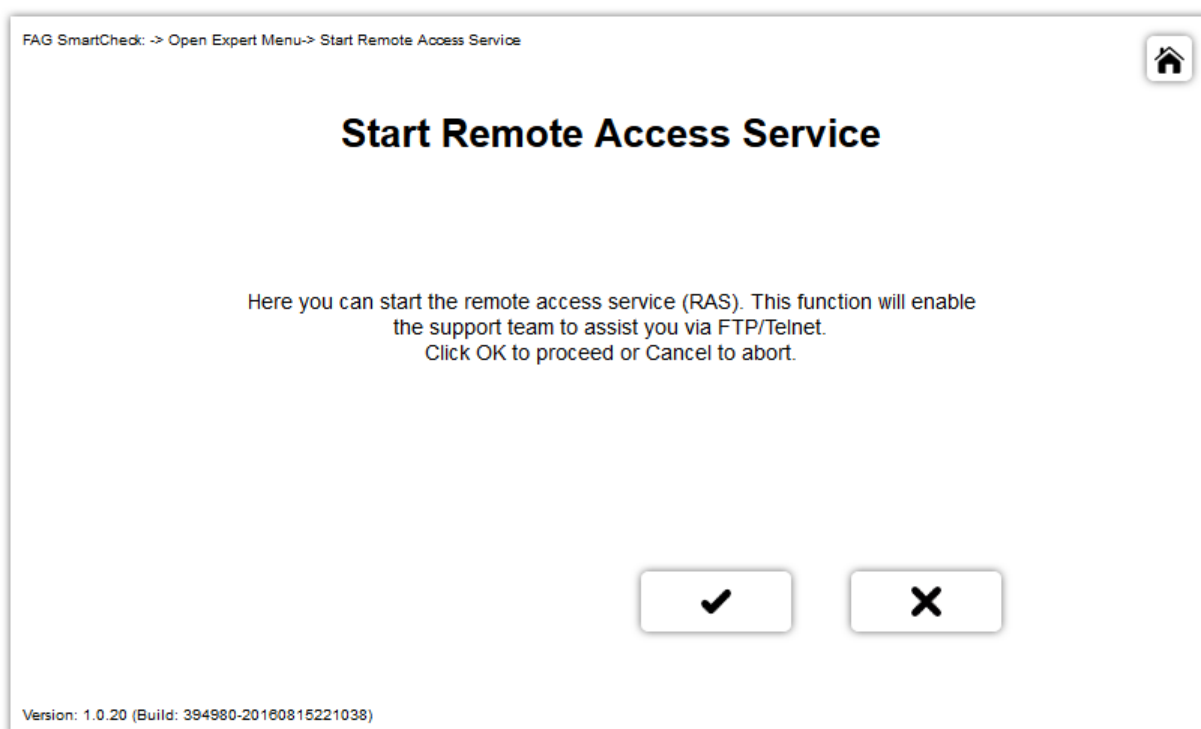 FAG SmartCheck: -> Open Expert Menu-> Start Remote Access Service
Start Remote Access Service
Here you can start the remote access service (RAS). This function will enable
the support team to assist you via FTP/Telnet.
Click OK to proceed or Cancel to abort.
Version: 1.0.20 (Build: 394980-20160815221038)